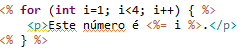 <% for (int i=1; i<4; i++) { %>
<p>Este número é <%= i %>.</p>
<% } %>